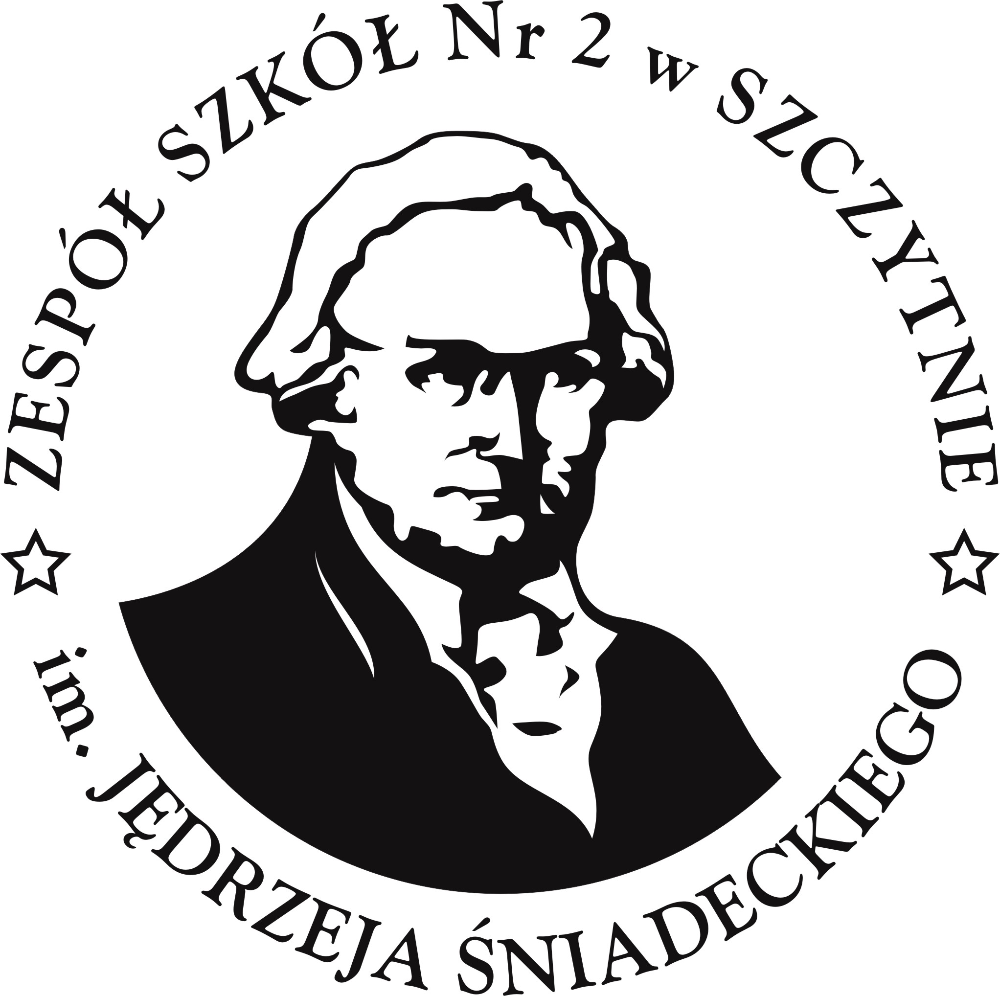 ZESPÓŁ SZKÓŁ Nr 2 w SZCZYTNIE
im. JĘDRZEJA ŚNIADECKIEGO